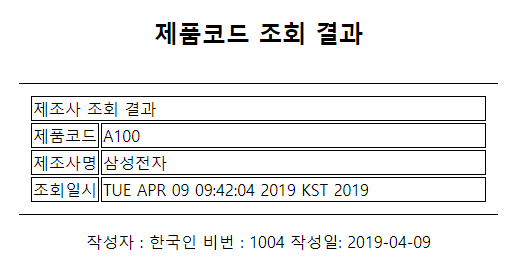 제품코드 조회 결과
제조사 조회 결과
제품코드 A100
제조사명 삼성전자
조회일시 TUE APR 09 09:42:04 2019 KST 2019
작성자 : 한국인 비번 : 1004 작성일: 2019-04-09